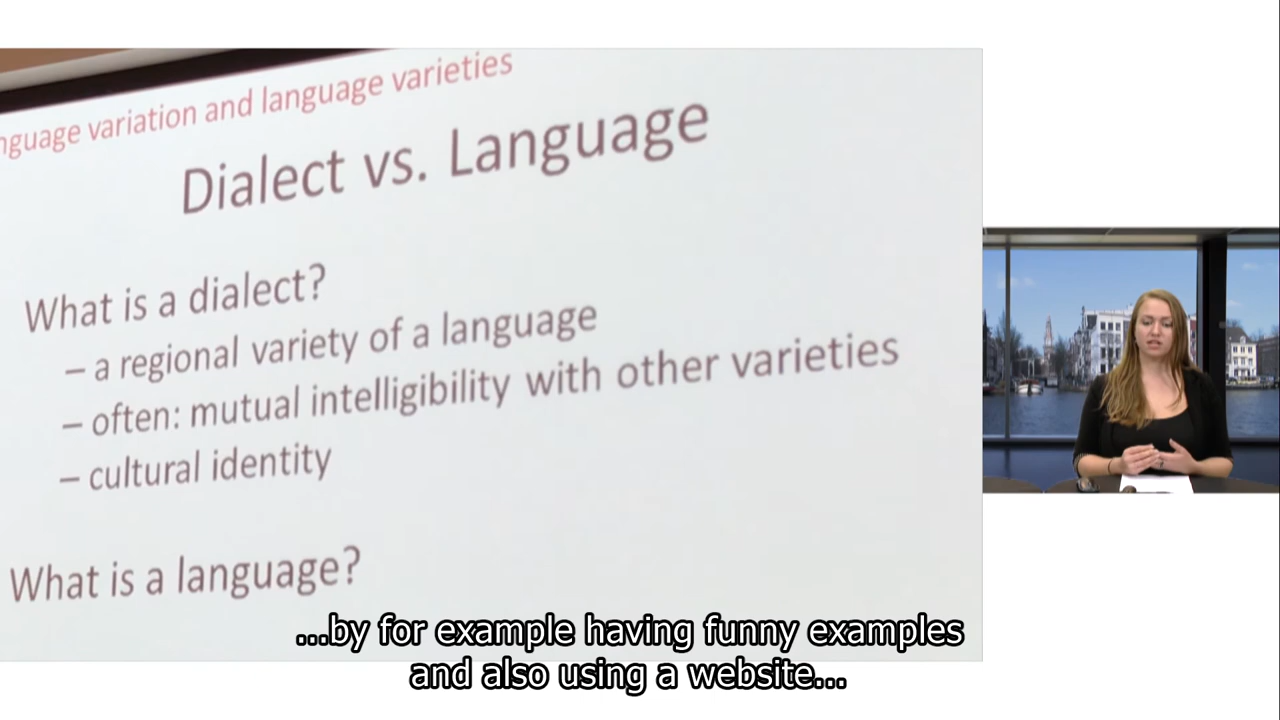 nguage variation and language varieties
Dialect vs. Language
What is a dialect?
– a regional variety of a language
– often: mutual intelligibility with other varieties
– cultural identity
What is a language?
...by for example having funny examples
and also using a website...